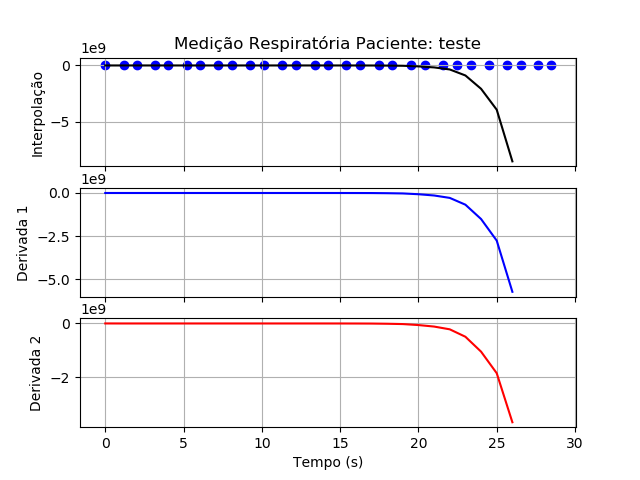 Medição Respiratória Paciente: teste
1e9
0
−5
Interpolação
1e9
0.0
−2.5
−5.0
Derivada 1
1e9
0
−2
Derivada 2
0 5 10 15 20 25 30
Tempo (s)